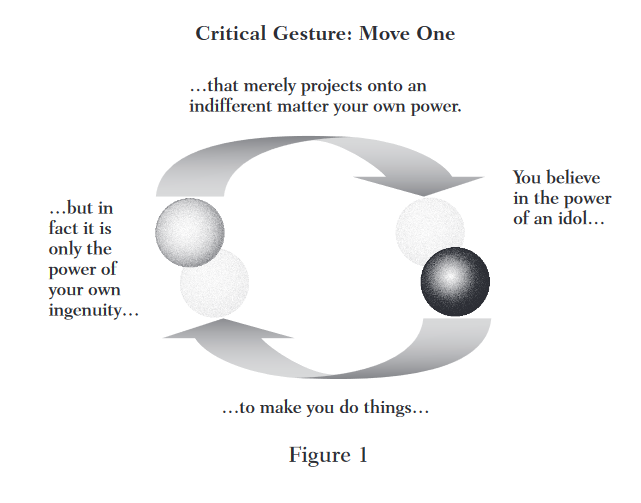 Critical Gesture: Move One
…that merely projects onto an
indifferent matter your own power.
You believe
in the power
of an idol…
…but in
fact it is
only the
power of
your own
ingenuity…
…to make you do things…
Figure 1